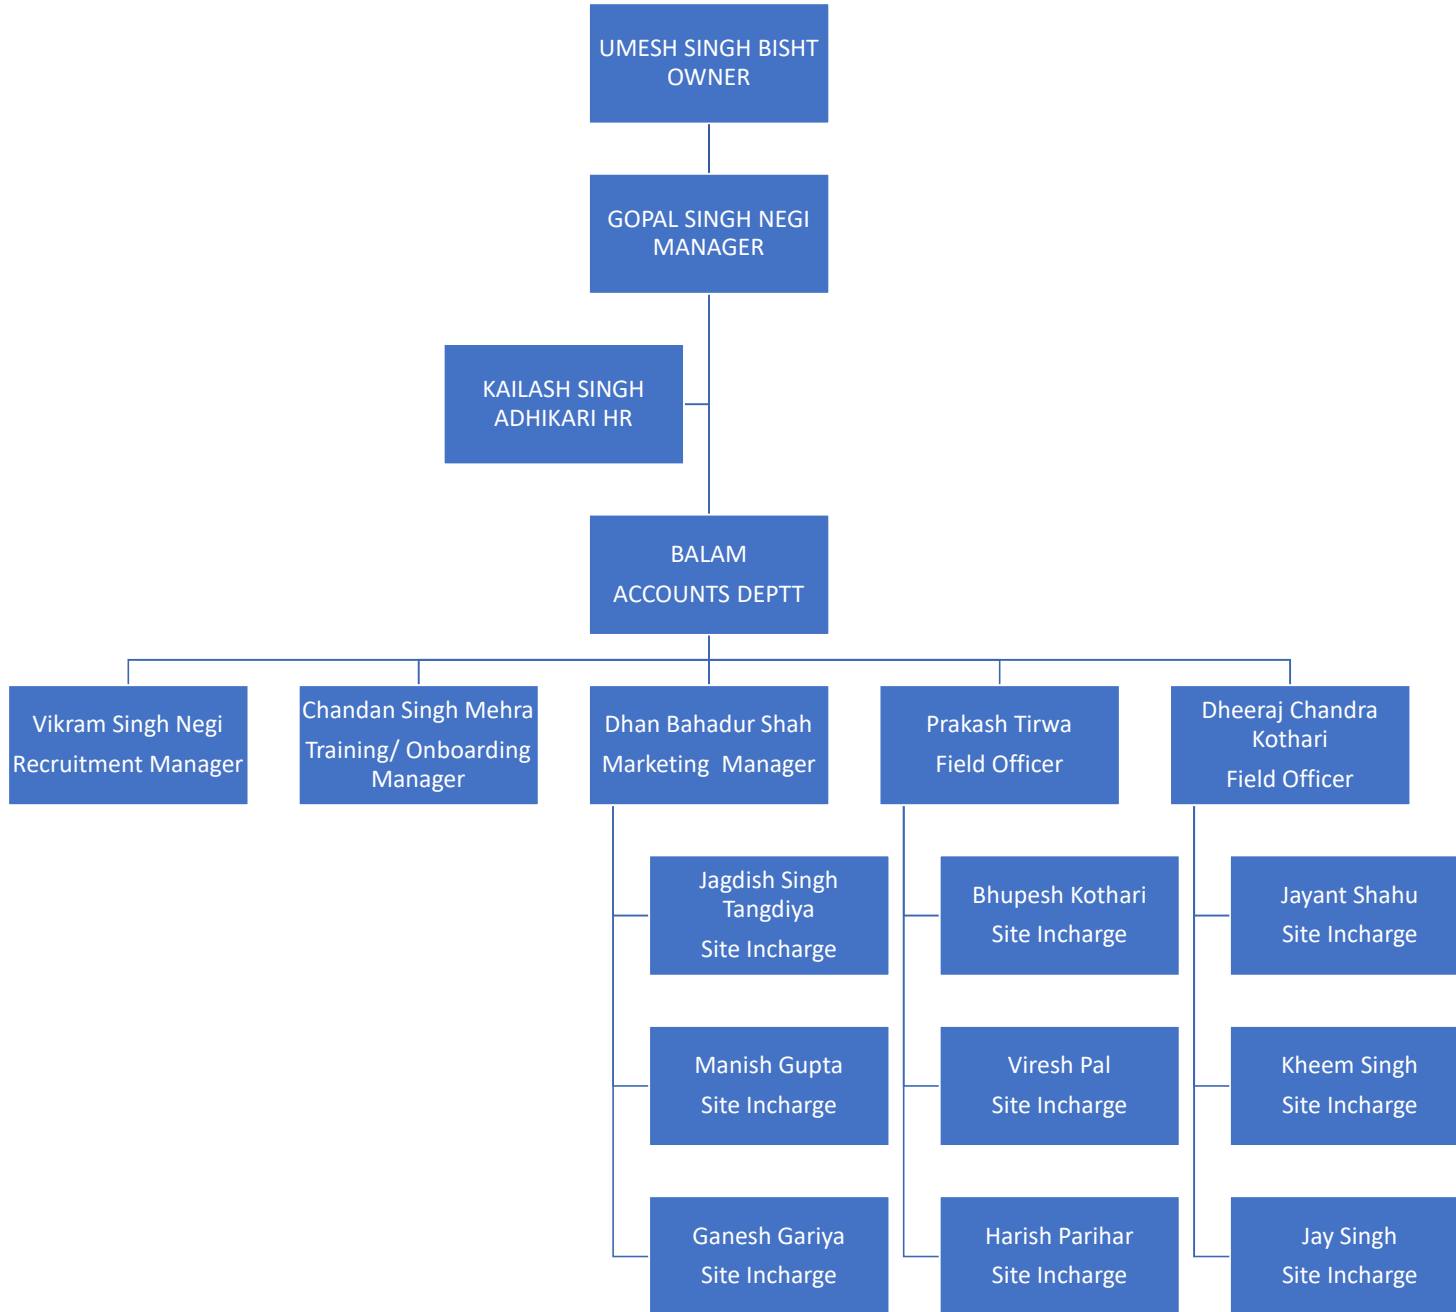 UMESH SINGH BISHT
OWNER
GOPAL SINGH NEGI
MANAGER
KAILASH SINGH
ADHIKARI HR
BALAM
ACCOUNTS DEPTT
Vikram Singh Negi
Recruitment Manager
Chandan Singh Mehra
Training/ Onboarding
Manager
Dhan Bahadur Shah
Marketing  Manager
Prakash Tirwa
Field Officer
Dheeraj Chandra
Kothari
Field Officer
Jagdish Singh
Tangdiya
Site Incharge
Bhupesh Kothari
Site Incharge
Jayant Shahu
Site Incharge
Manish Gupta
Site Incharge
Viresh Pal
Site Incharge
Kheem Singh
Site Incharge
Ganesh Gariya
Site Incharge
Harish Parihar
Site Incharge
Jay Singh
Site Incharge